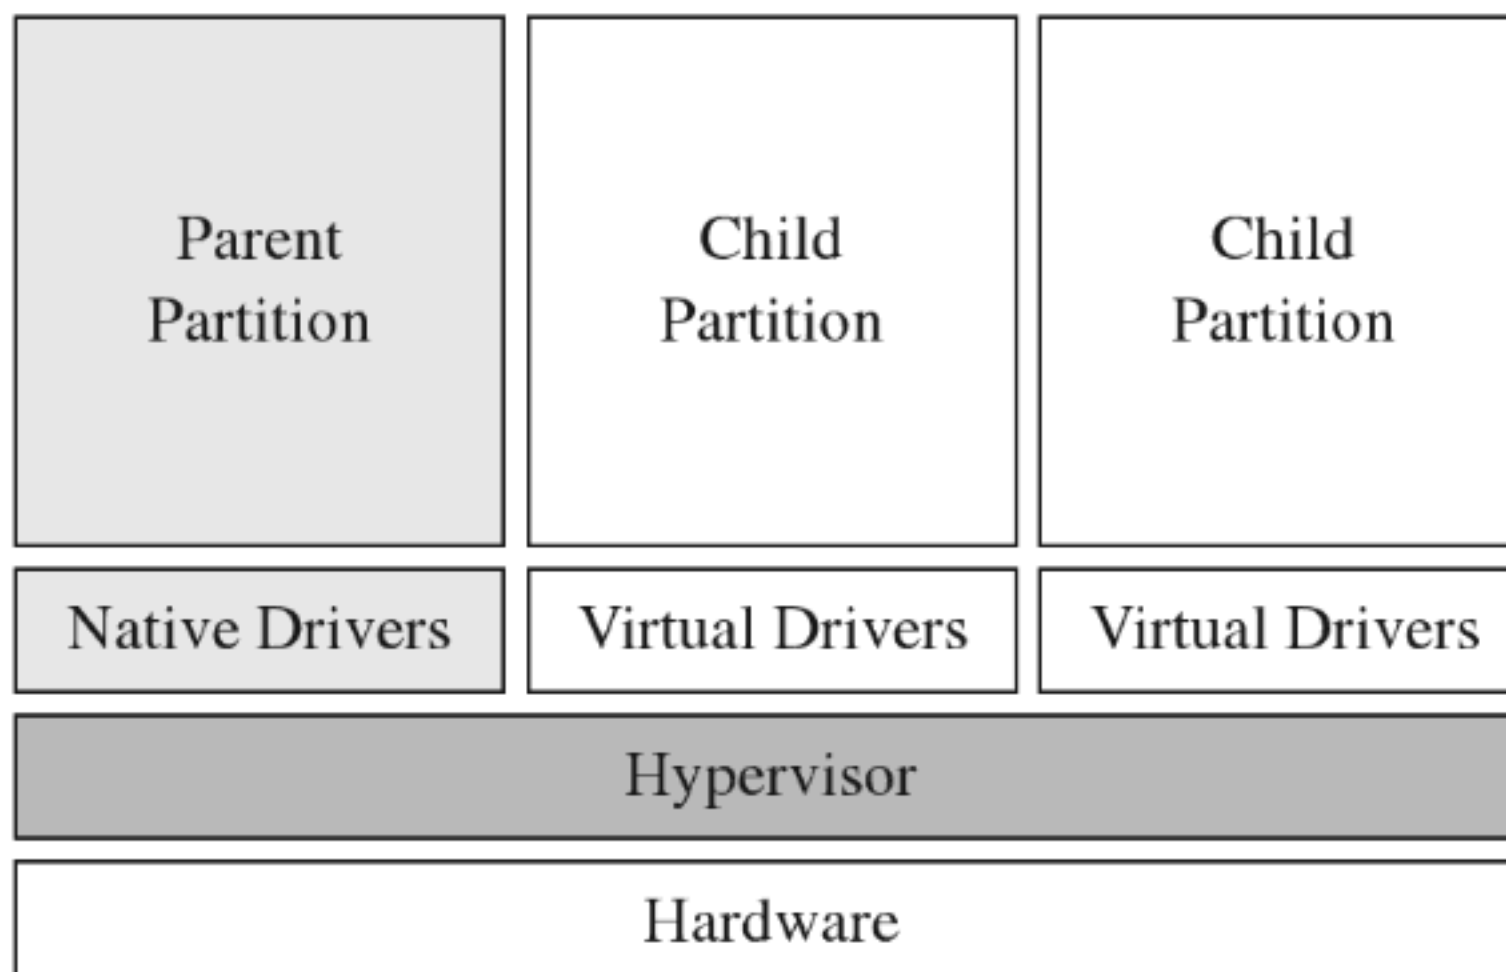 Parent
Partition
Child
Partition
Child
Partition
Native Drivers
Virtual Drivers
Virtual Drivers
Hypervisor
Hardware